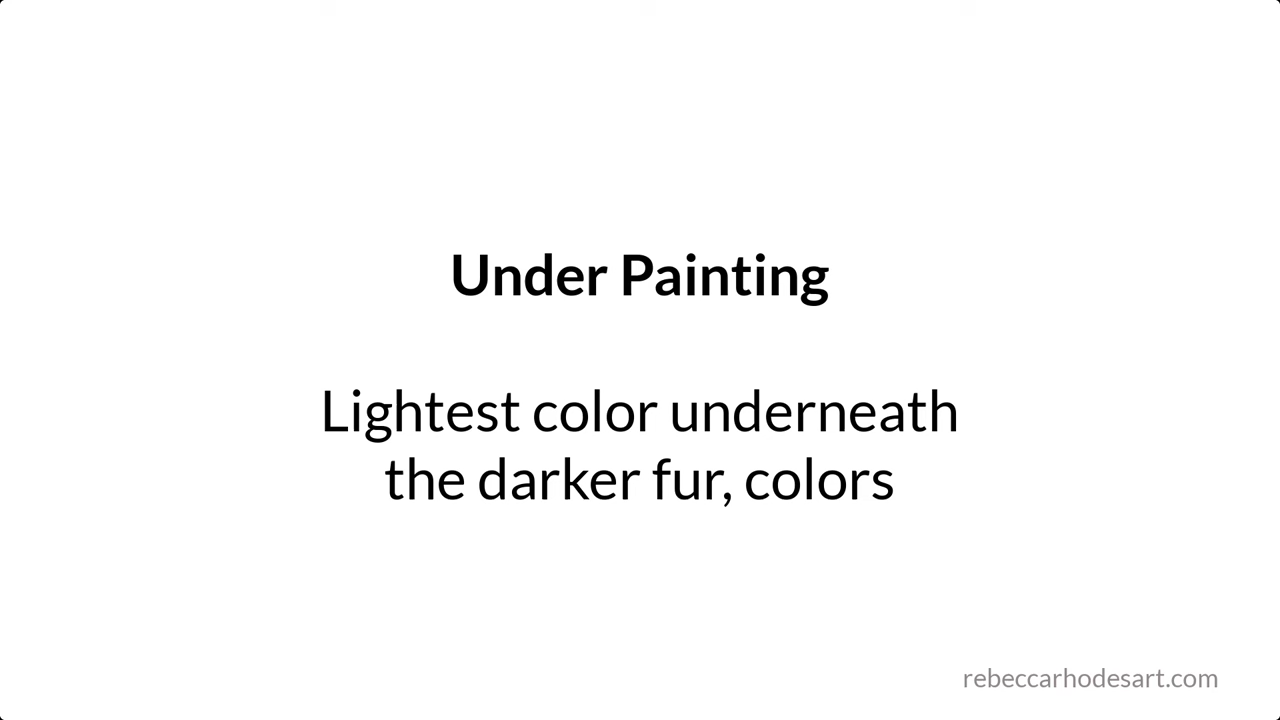 Under Painting
Lightest color underneath
the darker fur, colors
rebeccarhodesart.com